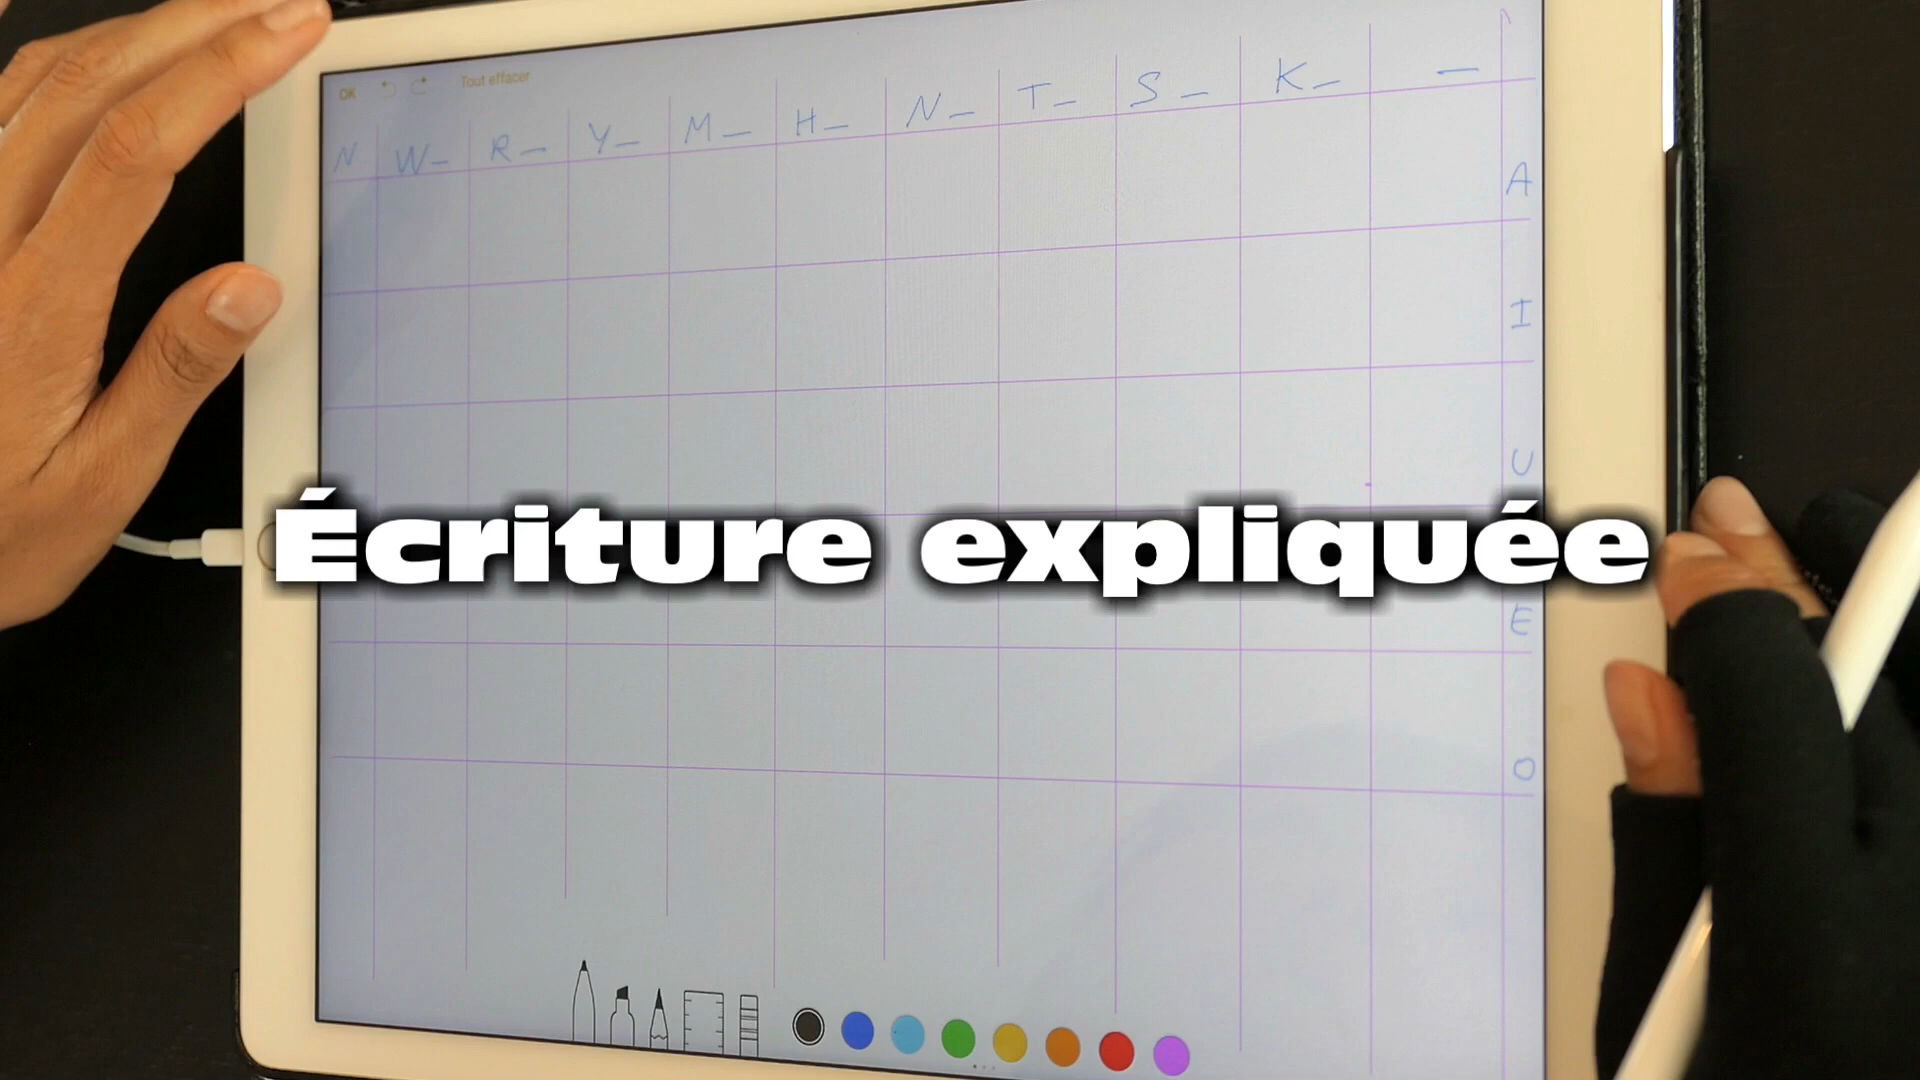 OK Tout effacer
N W_ R_ Y_ M_ H_ N_ T_ S_ K_ _
A
I
U
Écriture expliquée
E
O